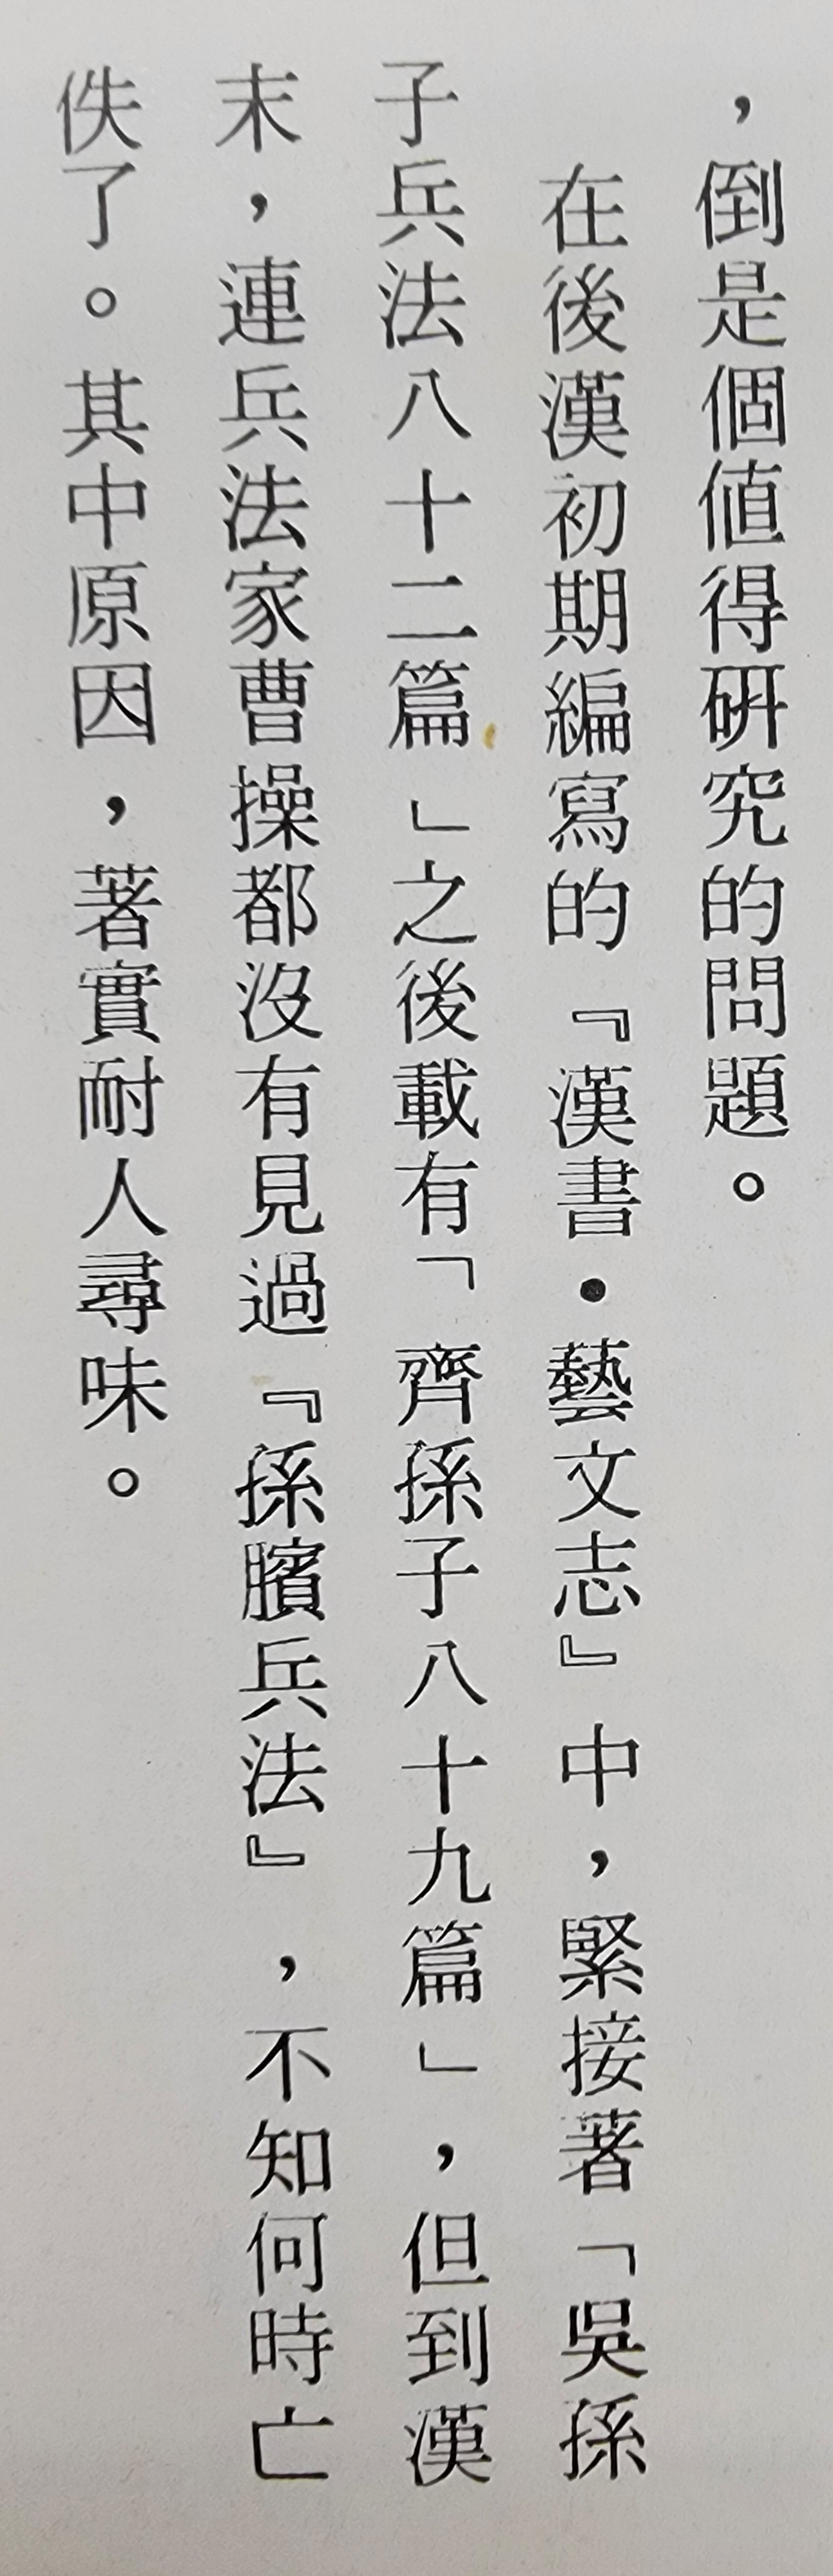 ，倒是個值得研究的問題。
在後漢初期編寫的『漢書・藝文志』中，緊接著「吳孫
子兵法八十二篇」之後載有「齊孫子八十九篇」，但到漢
末，連兵法家曹操都沒有見過『孫臏兵法』，不知何時亡
佚了。其中原因，著實耐人尋味。